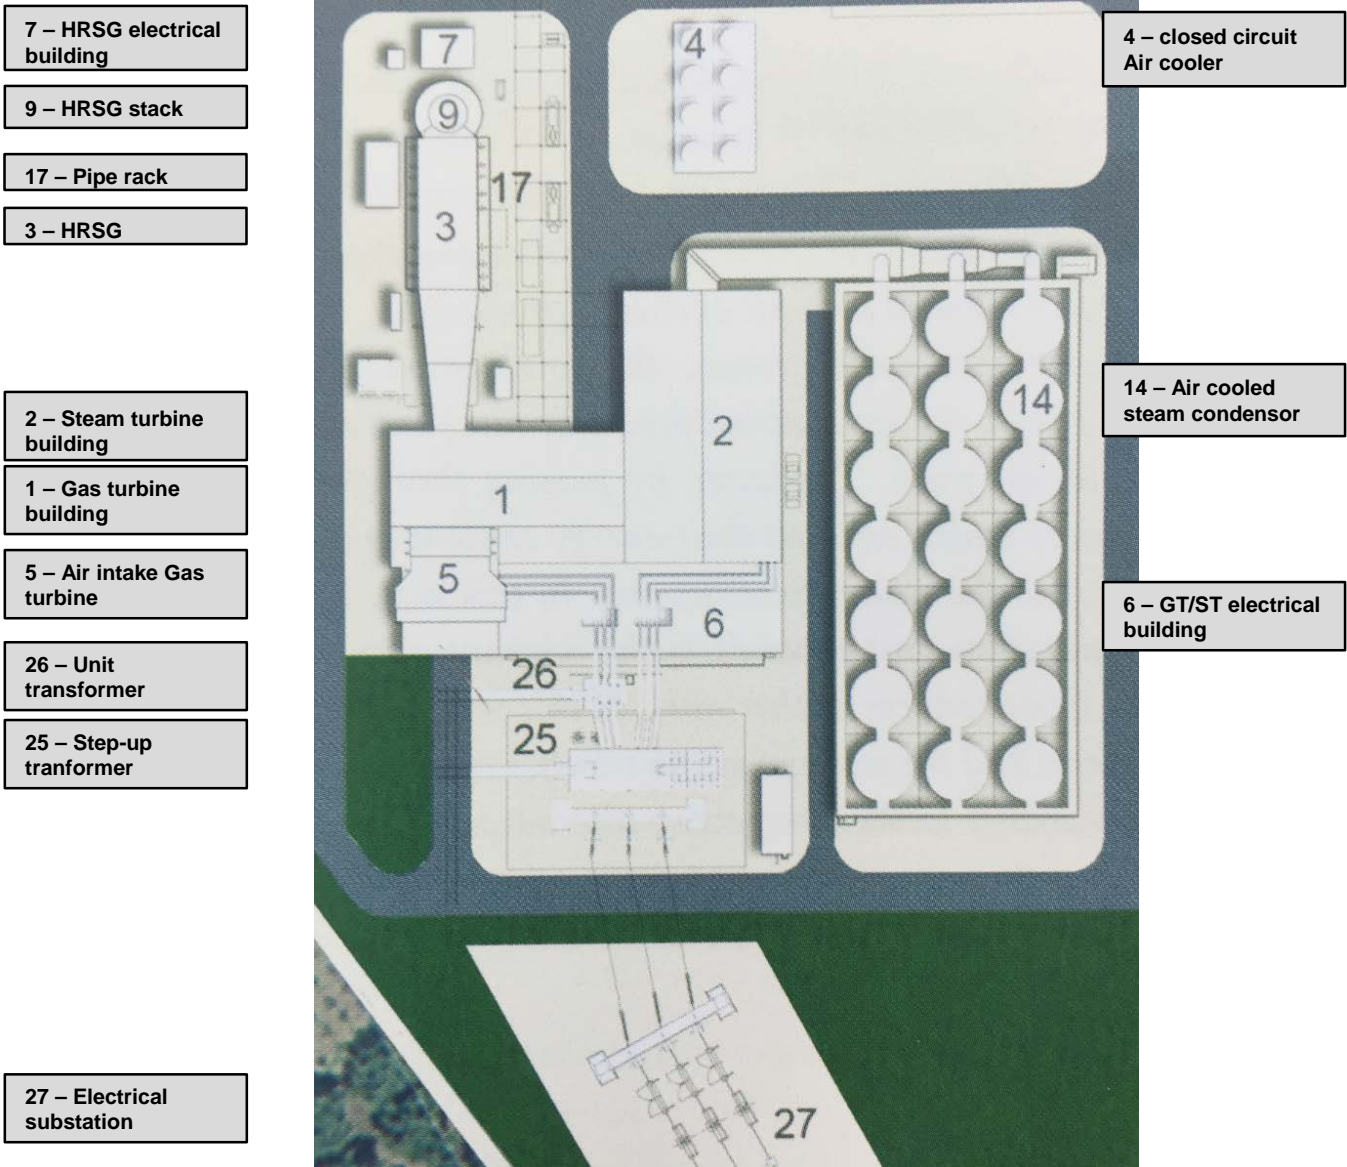 7 – HRSG electrical
building
9 – HRSG stack
17 – Pipe rack
3 – HRSG
2 – Steam turbine
building
1 – Gas turbine
building
5 – Air intake Gas
turbine
26 – Unit
transformer
25 – Step-up
tranformer
27 – Electrical
substation
7
4
9
17
3
14
2
1
5
6
26
25
27
4 – closed circuit
Air cooler
14 – Air cooled
steam condensor
6 – GT/ST electrical
building